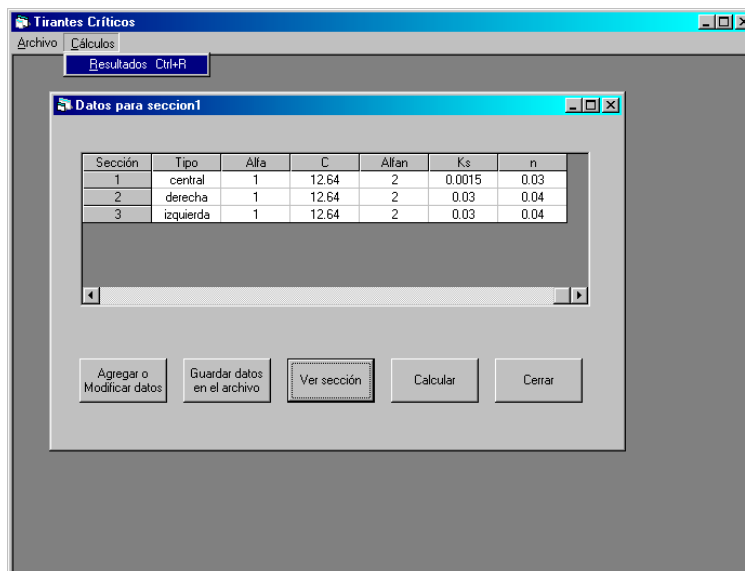 Tirantes Críticos
Archivo Cálculos
Resultados Ctrl+R
Datos para seccion1
Sección Tipo Alfa C Alfan Ks n
1 central 1 12.64 2 0.0015 0.03
2 derecha 1 12.64 2 0.03 0.04
3 izquierda 1 12.64 2 0.03 0.04
Agregar o
Modificar datos
Guardar datos
en el archivo
Ver sección
Calcular
Cerrar